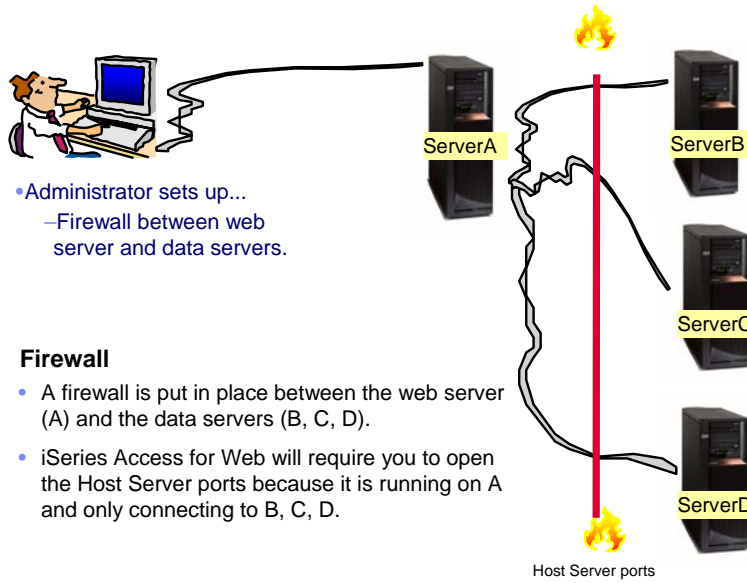 ServerA
ServerB
•Administrator sets up...
–Firewall between web
server and data servers.
ServerC
Firewall
• A firewall is put in place between the web server
(A) and the data servers (B, C, D).
• iSeries Access for Web will require you to open
the Host Server ports because it is running on A
and only connecting to B, C, D.
ServerD
Host Server ports